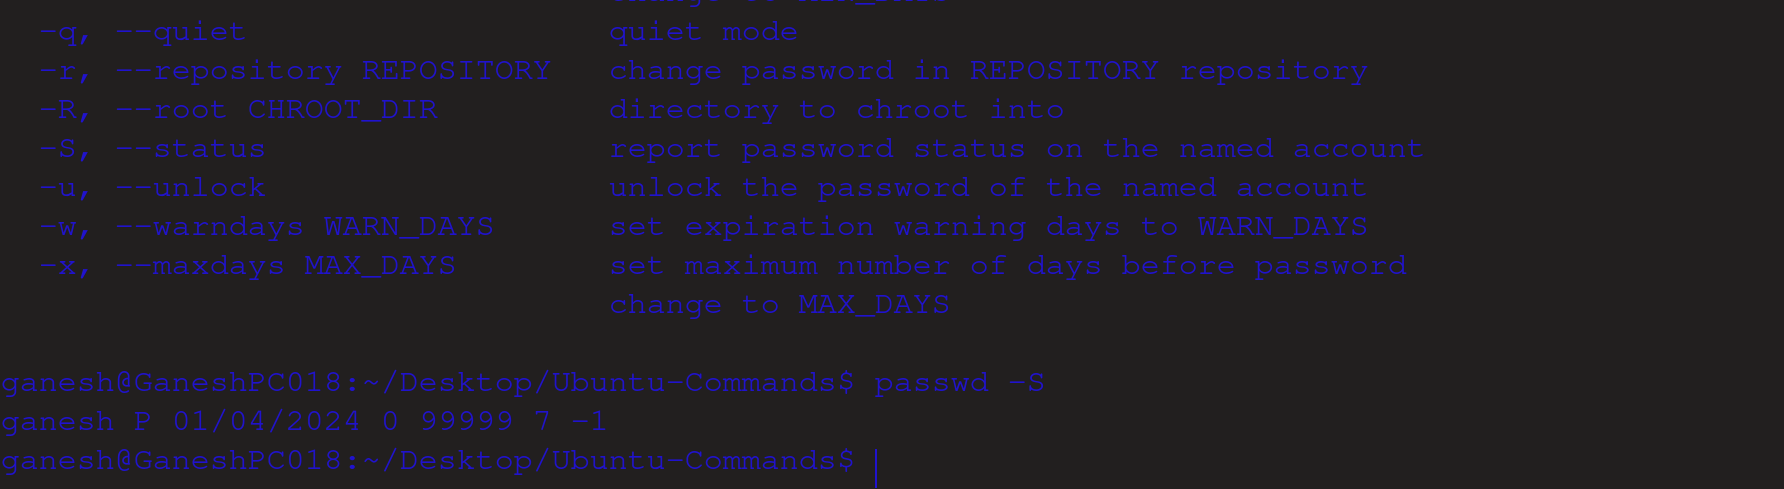 -q, --quiet                   quiet mode
-r, --repository REPOSITORY   change password in REPOSITORY repository
-R, --root CHROOT_DIR         directory to chroot into
-S, --status                  report password status on the named account
-u, --unlock                  unlock the password of the named account
-w, --warndays WARN_DAYS      set expiration warning days to WARN_DAYS
-x, --maxdays MAX_DAYS        set maximum number of days before password
change to MAX_DAYS
ganesh@GaneshPC018:~/Desktop/Ubuntu-Commands$ passwd -S
ganesh P 01/04/2024 0 99999 7 -1
ganesh@GaneshPC018:~/Desktop/Ubuntu-Commands$